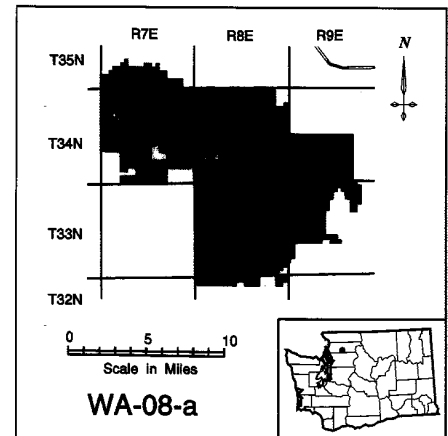 R7E R8E R9E
N
T35N
T34N
T33N
T32N
0 5 10
Scale in Miles
WA-08-a